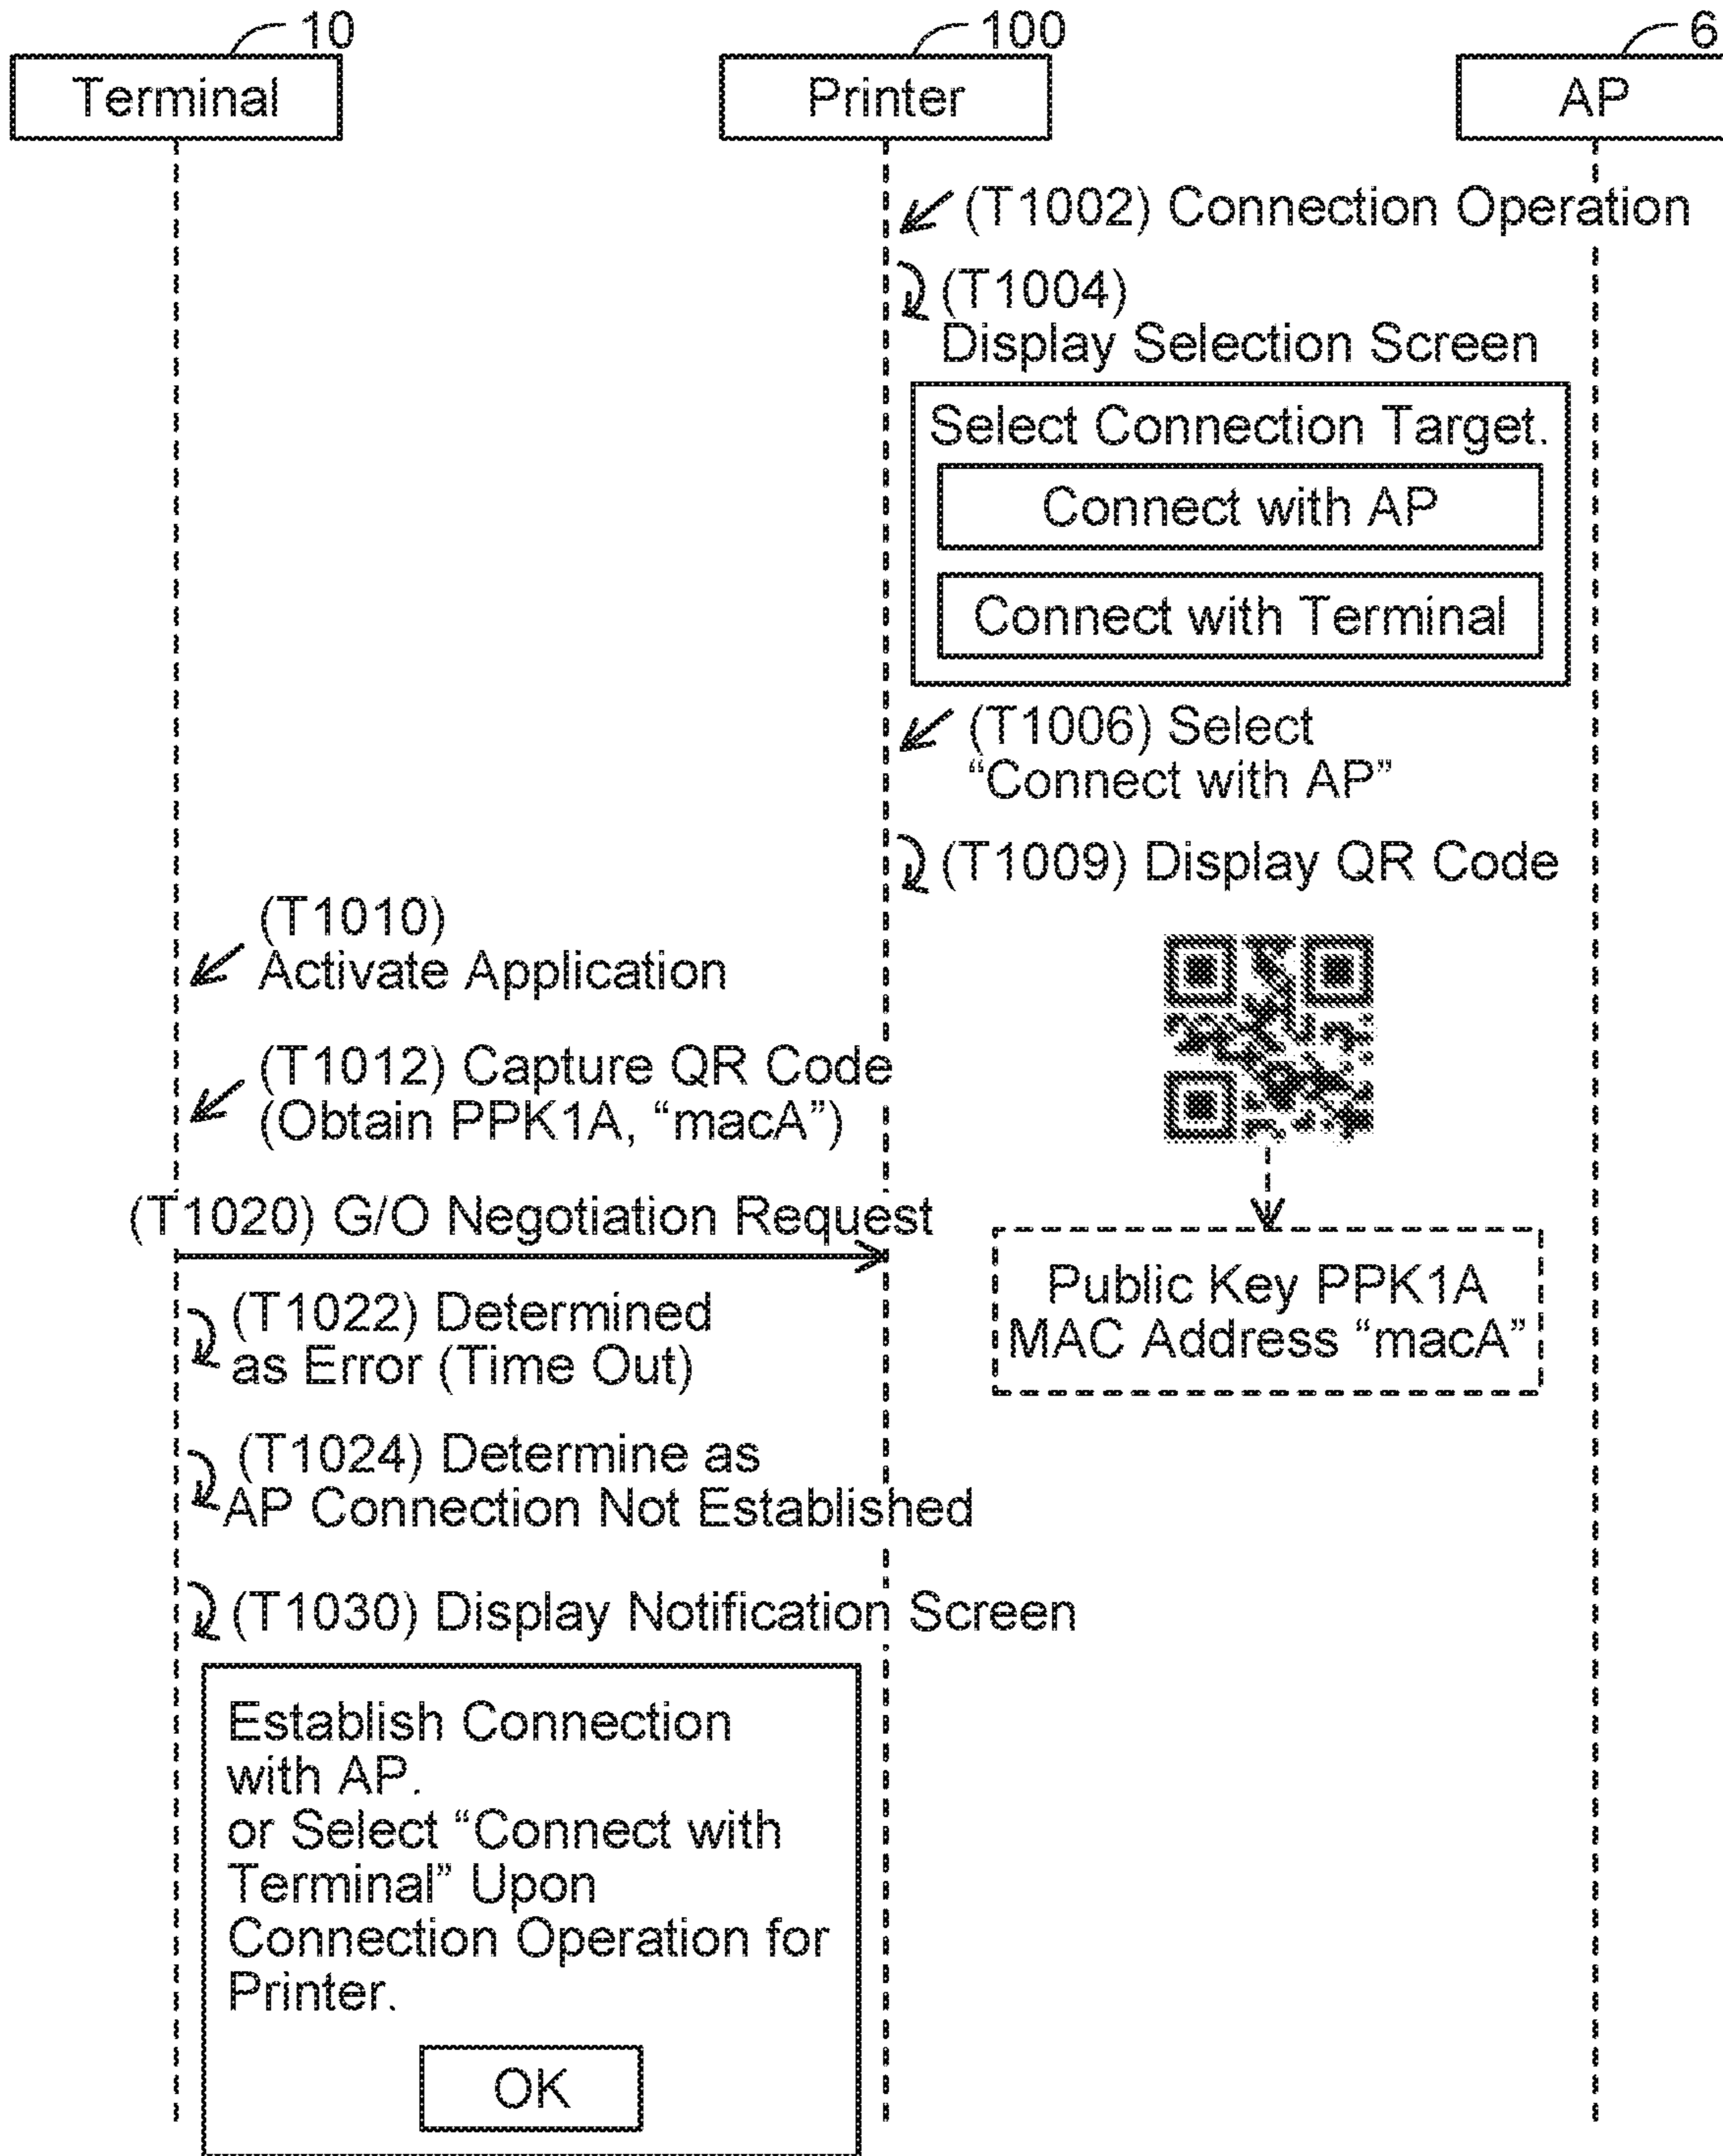 10
100
6
Terminal
Printer
AP
(T1002) Connection Operation
(T1004)
Display Selection Screen
Select Connection Target.
Connect with AP
Connect with Terminal
(T1006) Select
“Connect with AP”
(T1009) Display QR Code
(T1010)
Activate Application
(T1012) Capture QR Code
(Obtain PPK1A, “macA”)
(T1020) G/O Negotiation Request
Public Key PPK1A
MAC Address “macA”
(T1022) Determined
as Error (Time Out)
(T1024) Determine as
AP Connection Not Established
(T1030) Display Notification Screen
Establish Connection
with AP.
or Select “Connect with
Terminal” Upon
Connection Operation for
Printer.
OK